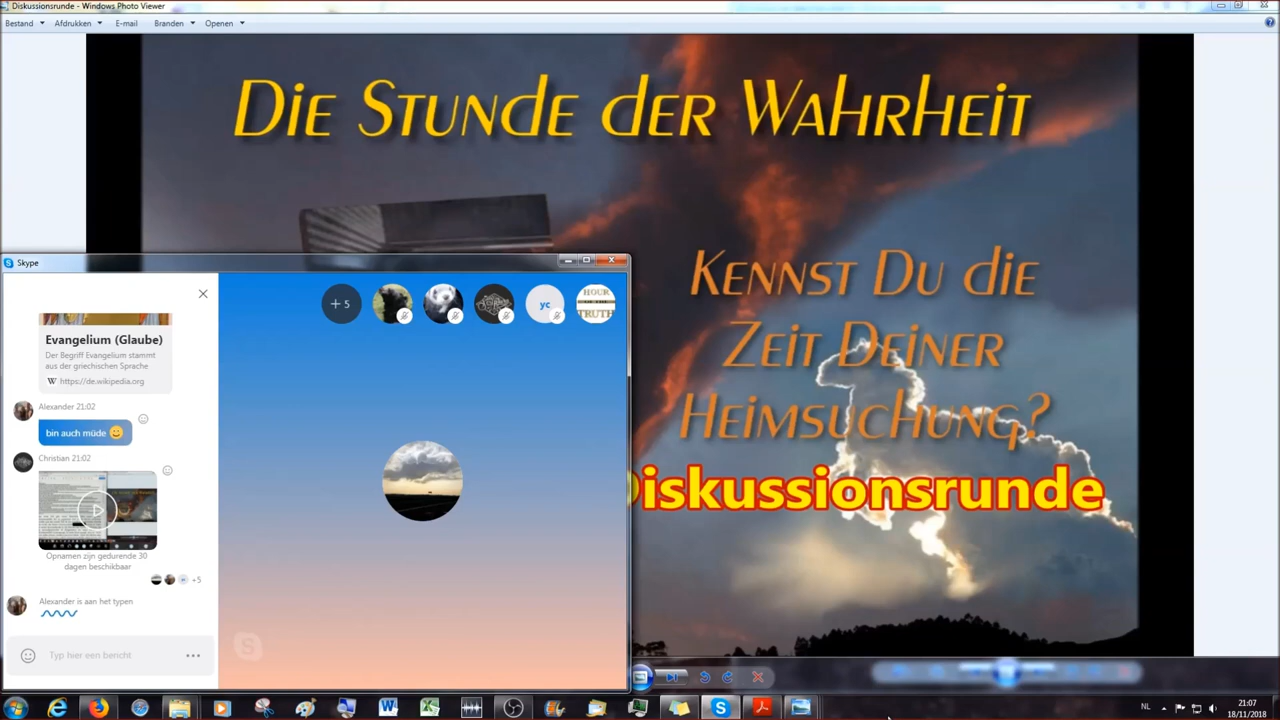 Diskussionsrunde - Windows Photo Viewer
Bestand Afdrukken E-mail Branden Openen
Die Stunde der Wahrheit
Kennst Du die
Zeit Deiner
Heimsuchung?
Diskussionsrunde
Skype
+ 5
yc
HOUR
TRUTH
Evangelium (Glaube)
Der Begriff Evangelium stammt
aus der griechischen Sprache
W https://de.wikipedia.org
Alexander 21:02
bin auch müde
Christian 21:02
Opnamen zijn gedurende 30
dagen beschikbaar
+5
Alexander is aan het typen
Typ hier een bericht
NL
21:07
18/11/2018